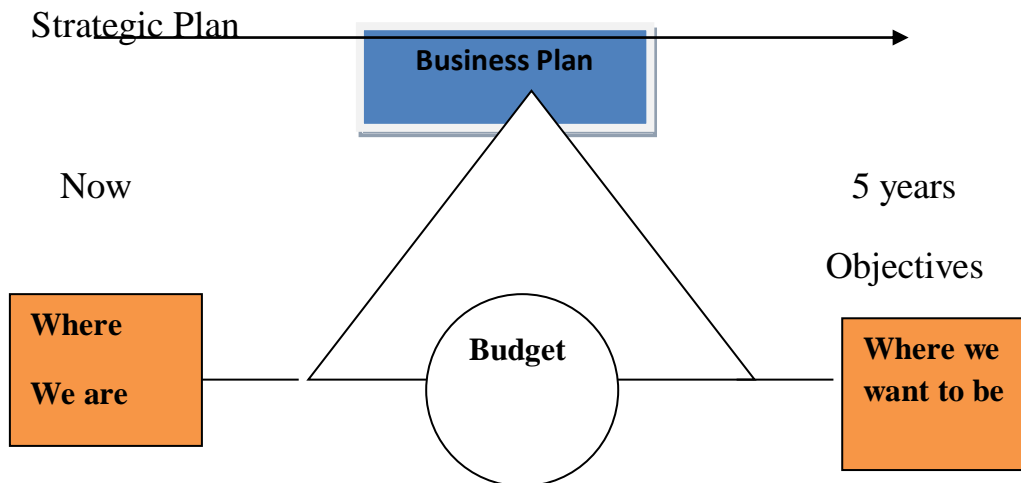 Strategic Plan
Business Plan
Now
5 years
Objectives
Where
We are
Budget
Where we
want to be